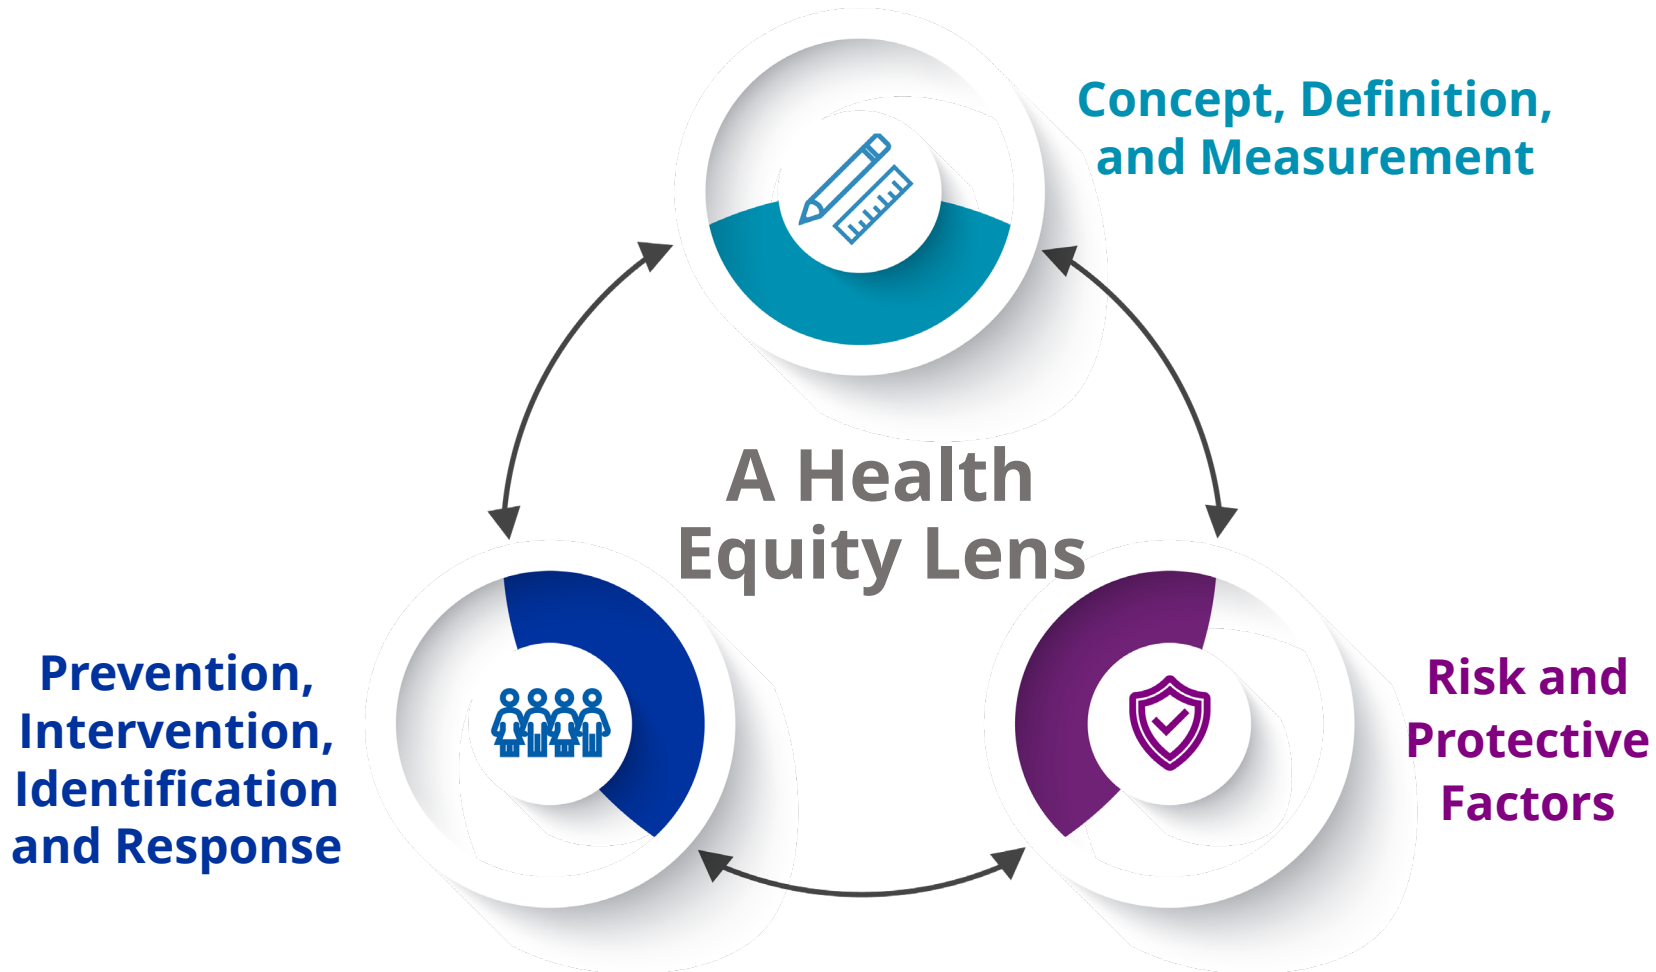 Concept, Definition,
and Measurement
A Health
Equity Lens
Prevention,
Intervention,
Identification
and Response
Risk and
Protective
Factors